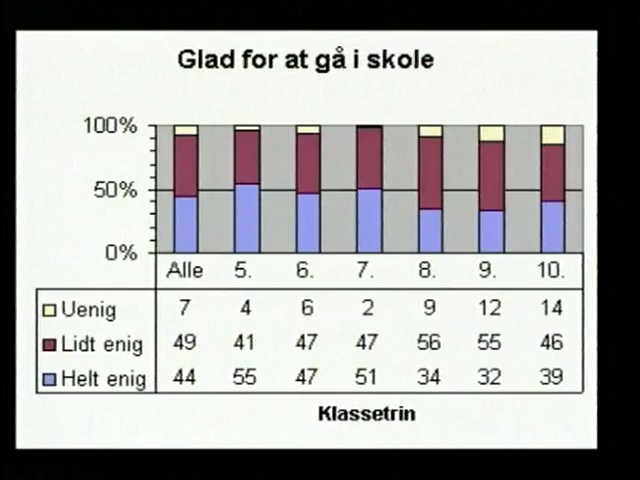 Glad for at gå i skole
100%
50%
0%
Alle 5. 6. 7. 8. 9. 10.
Uenig 7 4 6 2 9 12 14
Lidt enig 49 41 47 47 56 55 46
Helt enig 44 55 47 51 34 32 39
Klassetrin